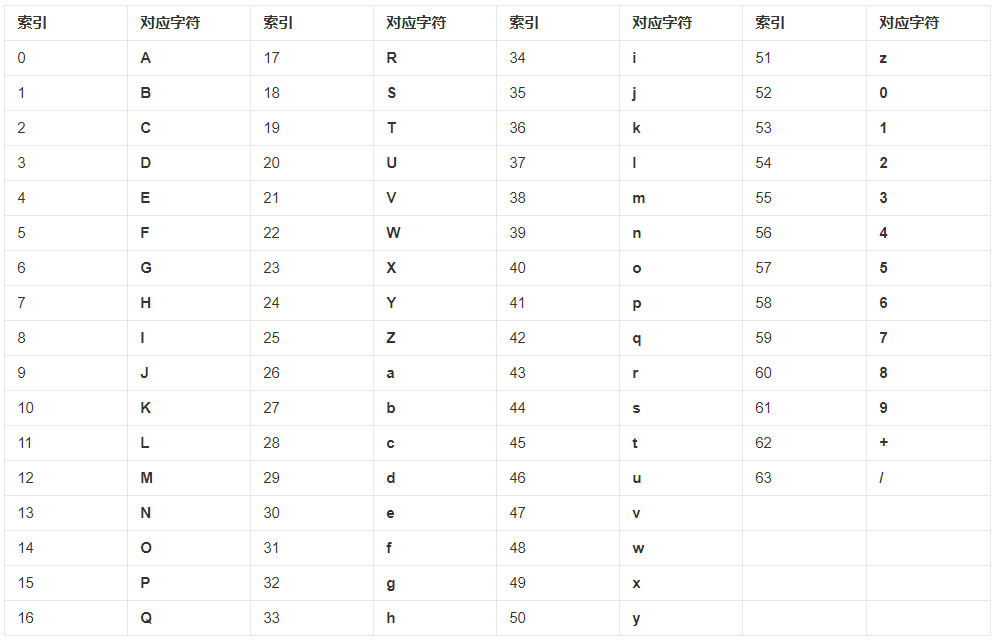 索引 对应字符 索引 对应字符 索引 对应字符 索引 对应字符
0 A 17 R 34 i 51 z
1 B 18 S 35 j 52 0
2 C 19 T 36 k 53 1
3 D 20 U 37 l 54 2
4 E 21 V 38 m 55 3
5 F 22 W 39 n 56 4
6 G 23 X 40 o 57 5
7 H 24 Y 41 p 58 6
8 I 25 Z 42 q 59 7
9 J 26 a 43 r 60 8
10 K 27 b 44 s 61 9
11 L 28 c 45 t 62 +
12 M 29 d 46 u 63 /
13 N 30 e 47 v
14 O 31 f 48 w
15 P 32 g 49 x
16 Q 33 h 50 y